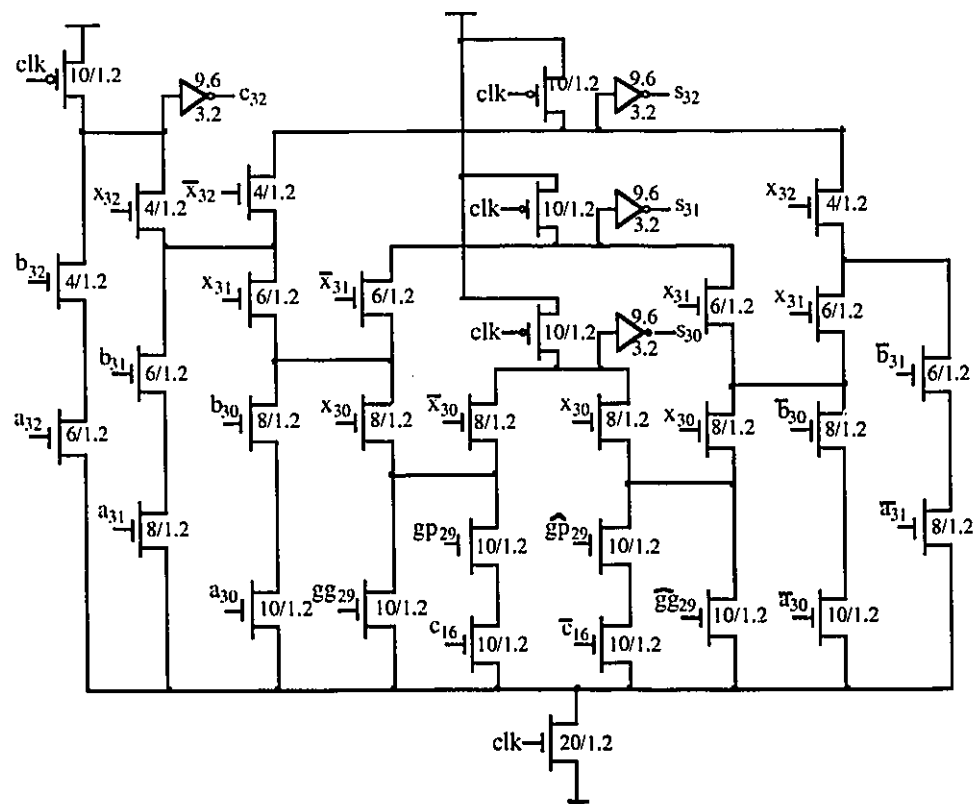 clk 10/1.2
9.6
3.2
c₃₂
clk 10/1.2
9.6
3.2
s₃₂
x₃₂ 4/1.2
x̄₃₂ 4/1.2
clk 10/1.2
9.6
3.2
s₃₁
x₃₂ 4/1.2
b₃₂ 4/1.2
x₃₁ 6/1.2
x̄₃₁ 6/1.2
clk 10/1.2
9.6
3.2
s₃₀
x₃₁ 6/1.2
x₃₁ 6/1.2
b₃₁ 6/1.2
b̄₃₁ 6/1.2
a₃₂ 6/1.2
b₃₀ 8/1.2
x₃₀ 8/1.2
x̄₃₀ 8/1.2
x₃₀ 8/1.2
x₃₀ 8/1.2
b̄₃₀ 8/1.2
a₃₁ 8/1.2
gp₂₉ 10/1.2
ĝp₂₉ 10/1.2
ā₃₁ 8/1.2
a₃₀ 10/1.2
gg₂₉ 10/1.2
c₁₆ 10/1.2
c̄₁₆ 10/1.2
ĝg₂₉ 10/1.2
ā₃₀ 10/1.2
clk 20/1.2